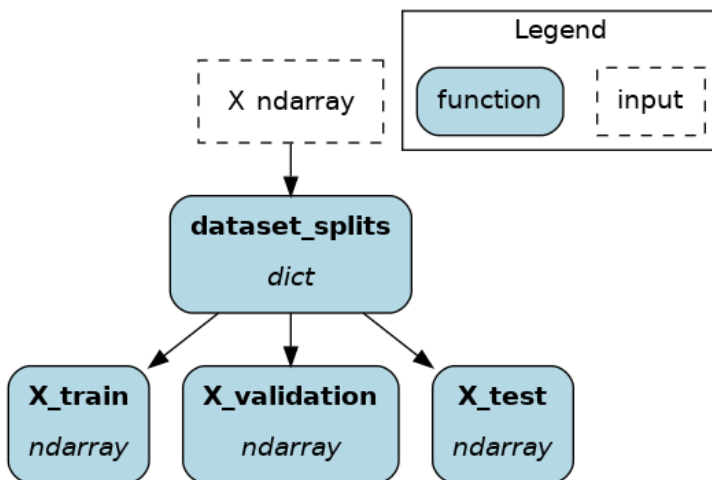 Legend
function
input
X ndarray
dataset_splits
dict
X_train
ndarray
X_validation
ndarray
X_test
ndarray